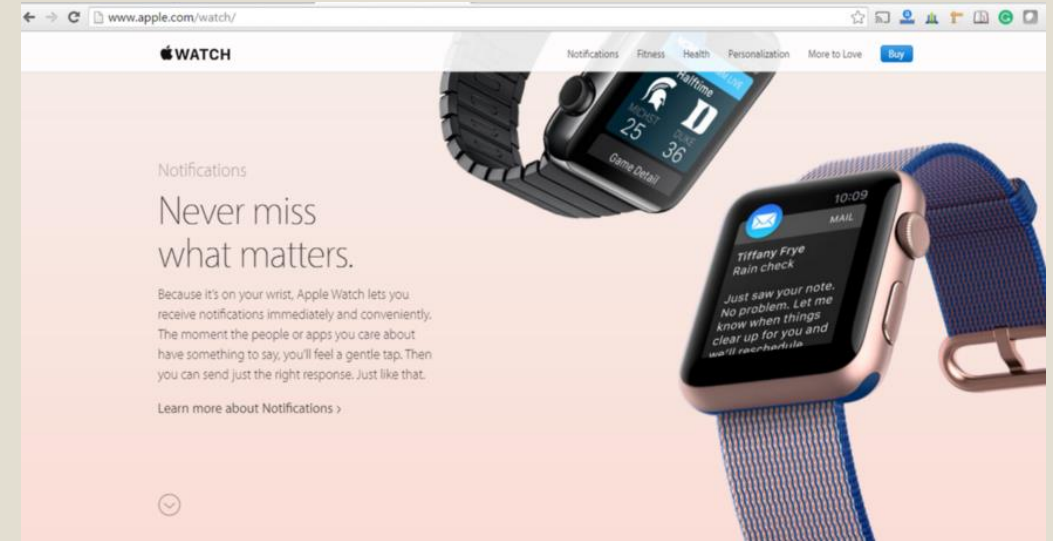 www.apple.com/watch/
WATCH
Notifications Fitness Health Personalization More to Love Buy
Halftime
MICHST DUKE
25 36
Game Detail
10:09
MAIL
Tiffany Frye
Rain check
Just saw your note.
No problem. Let me
know when things
clear up for you and
we'll reschedule
Notifications
Never miss
what matters.
Because it's on your wrist, Apple Watch lets you
receive notifications immediately and conveniently.
The moment the people or apps you care about
have something to say, you'll feel a gentle tap. Then
you can send just the right response. Just like that.
Learn more about Notifications >